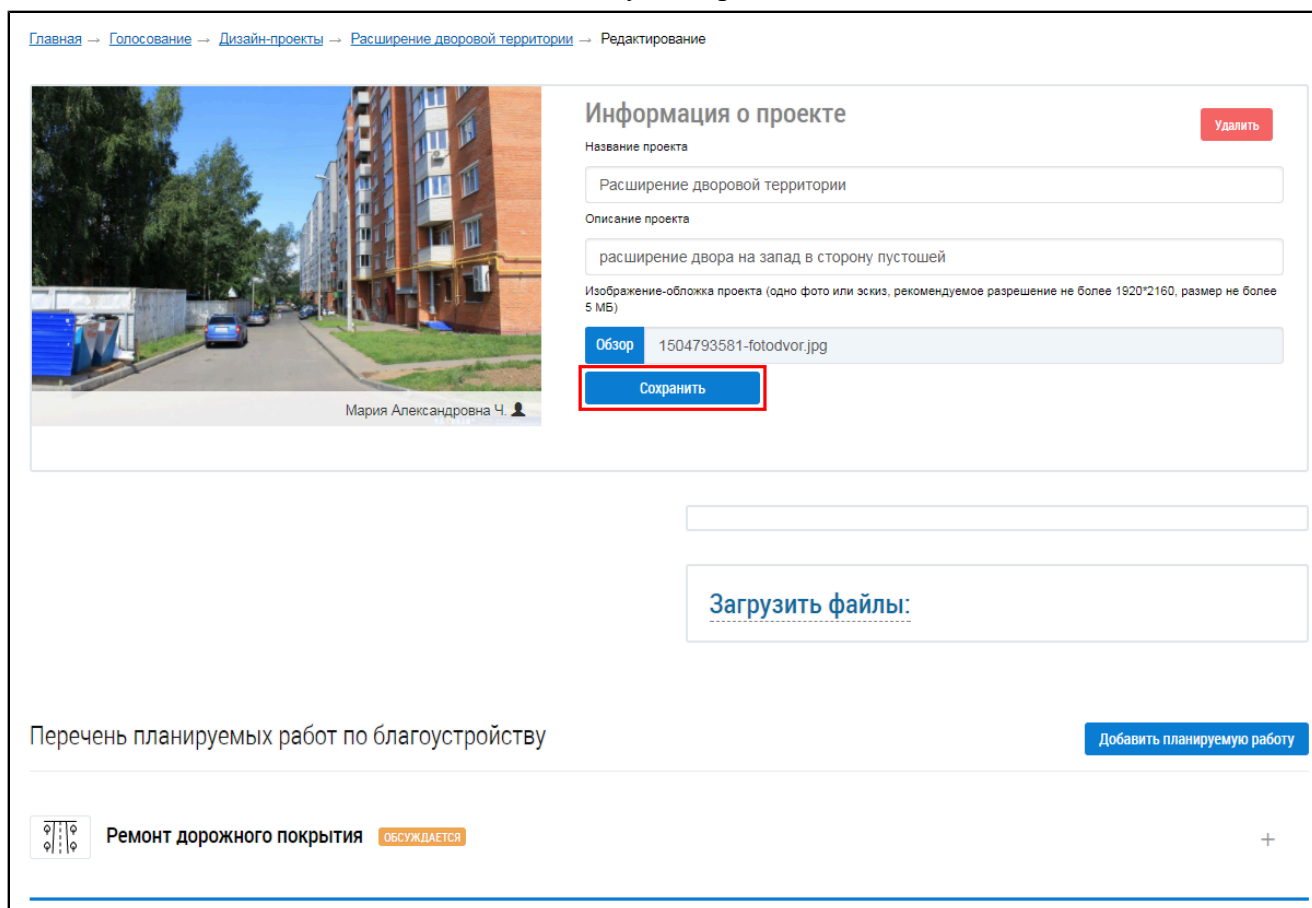 Главная → Голосование → Дизайн-проекты → Расширение дворовой территории → Редактирование
Информация о проекте
Удалить
Название проекта
Расширение дворовой территории
Описание проекта
расширение двора на запад в сторону пустошей
Изображение-обложка проекта (одно фото или эскиз, рекомендуемое разрешение не более 1920*2160, размер не более
5 МБ)
Обзор 1504793581-fotodvor.jpg
Сохранить
Мария Александровна Ч.
Загрузить файлы:
Перечень планируемых работ по благоустройству
Добавить планируемую работу
Ремонт дорожного покрытия ОБСУЖДАЕТСЯ
+